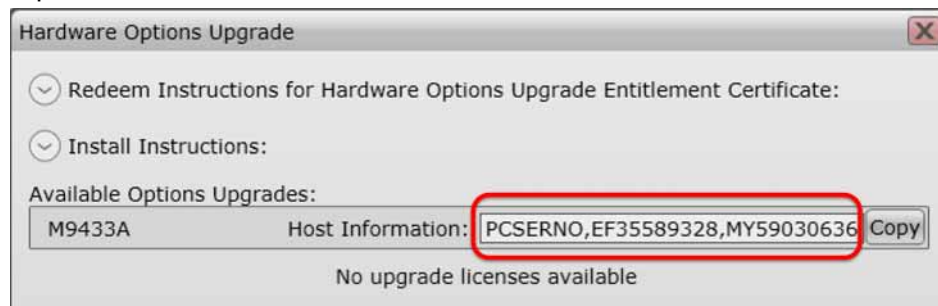 Hardware Options Upgrade
Redeem Instructions for Hardware Options Upgrade Entitlement Certificate:
Install Instructions:
Available Options Upgrades:
M9433A Host Information: PCSERNO,EF35589328,MY59030636 Copy
No upgrade licenses available